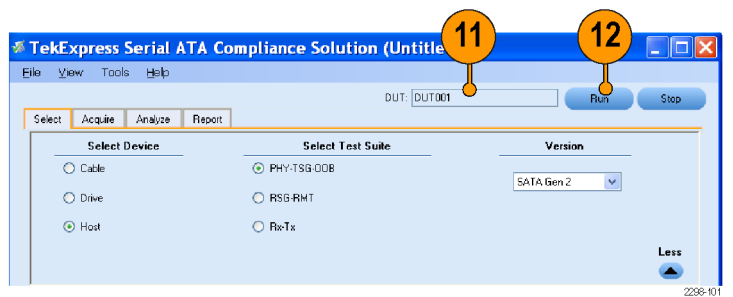 11 12
TekExpress Serial ATA Compliance Solution (Untitle
File View Tools Help
DUT: DUT001 Run Stop
Select Acquire Analyze Report
Select Device Select Test Suite Version
Cable PHY-TSG-OOB
SATA Gen 2
Drive RSG-RMT
Host Rx-Tx
Less
2298-101